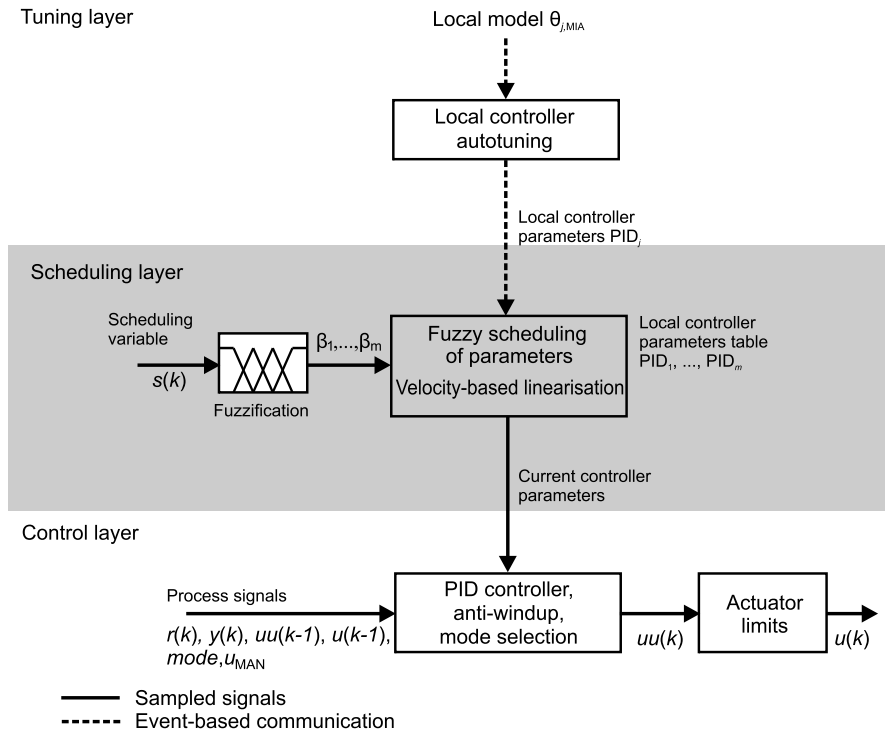 Tuning layer
Local model θj,MIA
Local controller
autotuning
Local controller
parameters PIDj
Scheduling layer
Scheduling
variable
s(k)
Fuzzification
β1,...,βm
Fuzzy scheduling
of parameters
Velocity-based linearisation
Local controller
parameters table
PID1, ..., PIDm
Current controller
parameters
Control layer
Process signals
r(k), y(k), uu(k-1), u(k-1),
mode,uMAN
PID controller,
anti-windup,
mode selection
uu(k)
Actuator
limits
u(k)
Sampled signals
Event-based communication